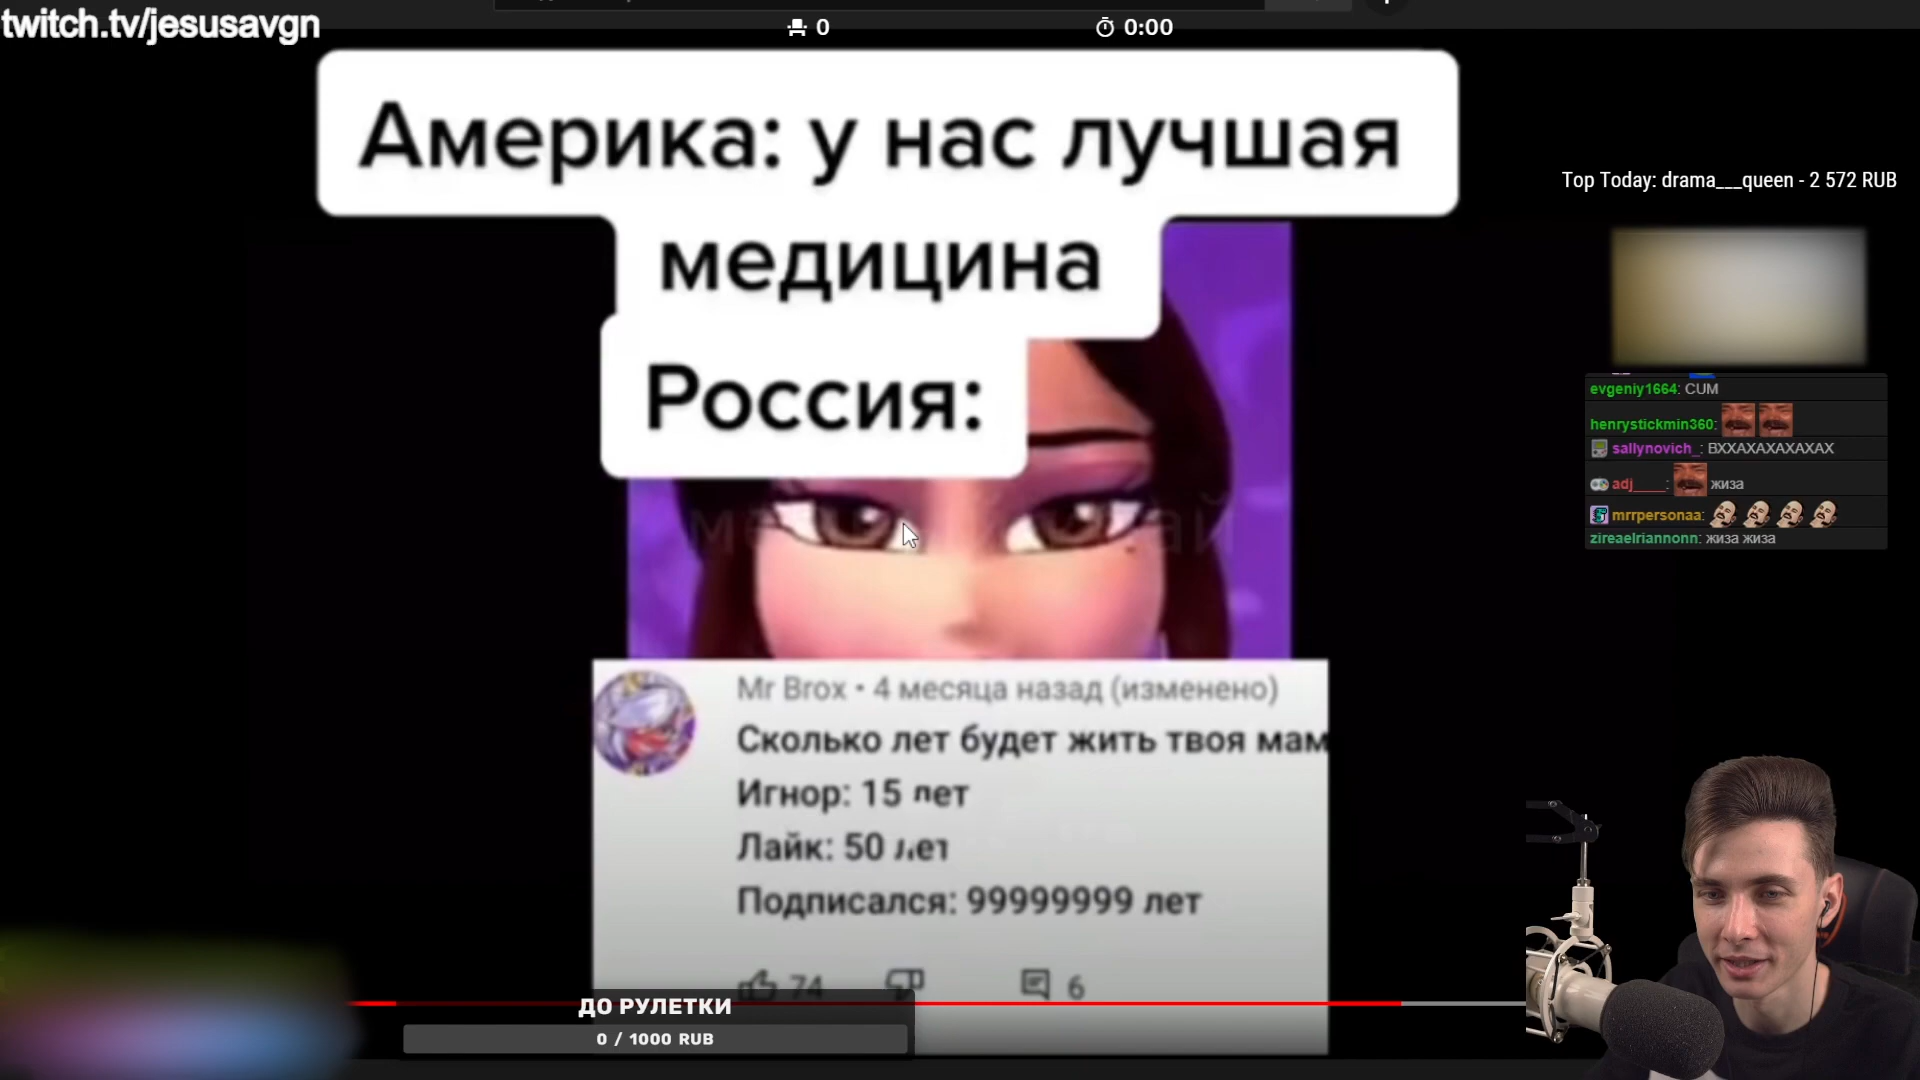 twitch.tv/jesusavgn
0
0:00
Америка: у нас лучшая
медицина
Россия:
Top Today: drama___queen - 2 572 RUB
evgeniy1664: CUM
henrystickmin360:
sallynovich_: ВХХАХАХАХАХАХ
adj____: жиза
mrrpersonaa:
zireaelriannonn: жиза жиза
Mr Brox • 4 месяца назад (изменено)
Сколько лет будет жить твоя мам
Игнор: 15 лет
Лайк: 50 лет
Подписался: 99999999 лет
74
6
ДО РУЛЕТКИ
0 / 1000 RUB